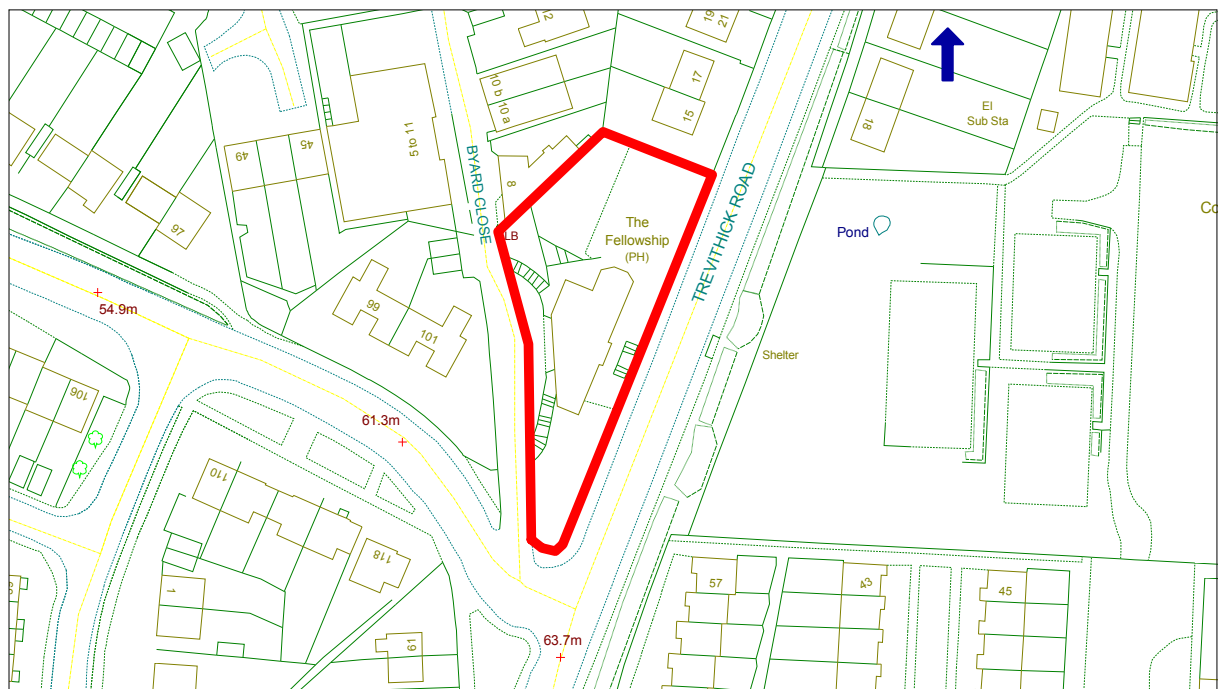 12
19
21
17
15
10 b 10 a
El
Sub Sta
18
5 to 11
45
49
BYARD CLOSE
8
LB
The
Fellowship
(PH)
TREVITHICK ROAD
Pond
Co
97
54.9m
99
101
Shelter
106
61.3m
110
118
1
61
63.7m
57
43
45